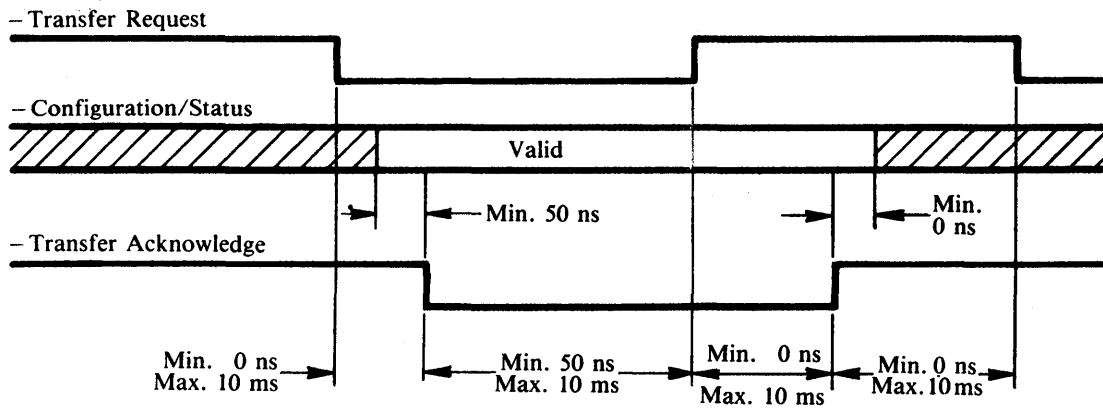 – Transfer Request
– Configuration/Status
Valid
Min. 50 ns
Min.
0 ns
– Transfer Acknowledge
Min. 0 ns
Max. 10 ms
Min. 50 ns
Max. 10 ms
Min. 0 ns
Max. 10 ms
Min. 0 ns
Max. 10 ms